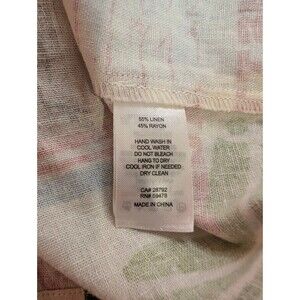 55% LINEN
45% RAYON
HAND WASH IN
COOL WATER
DO NOT BLEACH
HANG TO DRY
COOL IRON IF NEEDED
DRY CLEAN
CA# 28792
RN# 69479
MADE IN CHINA